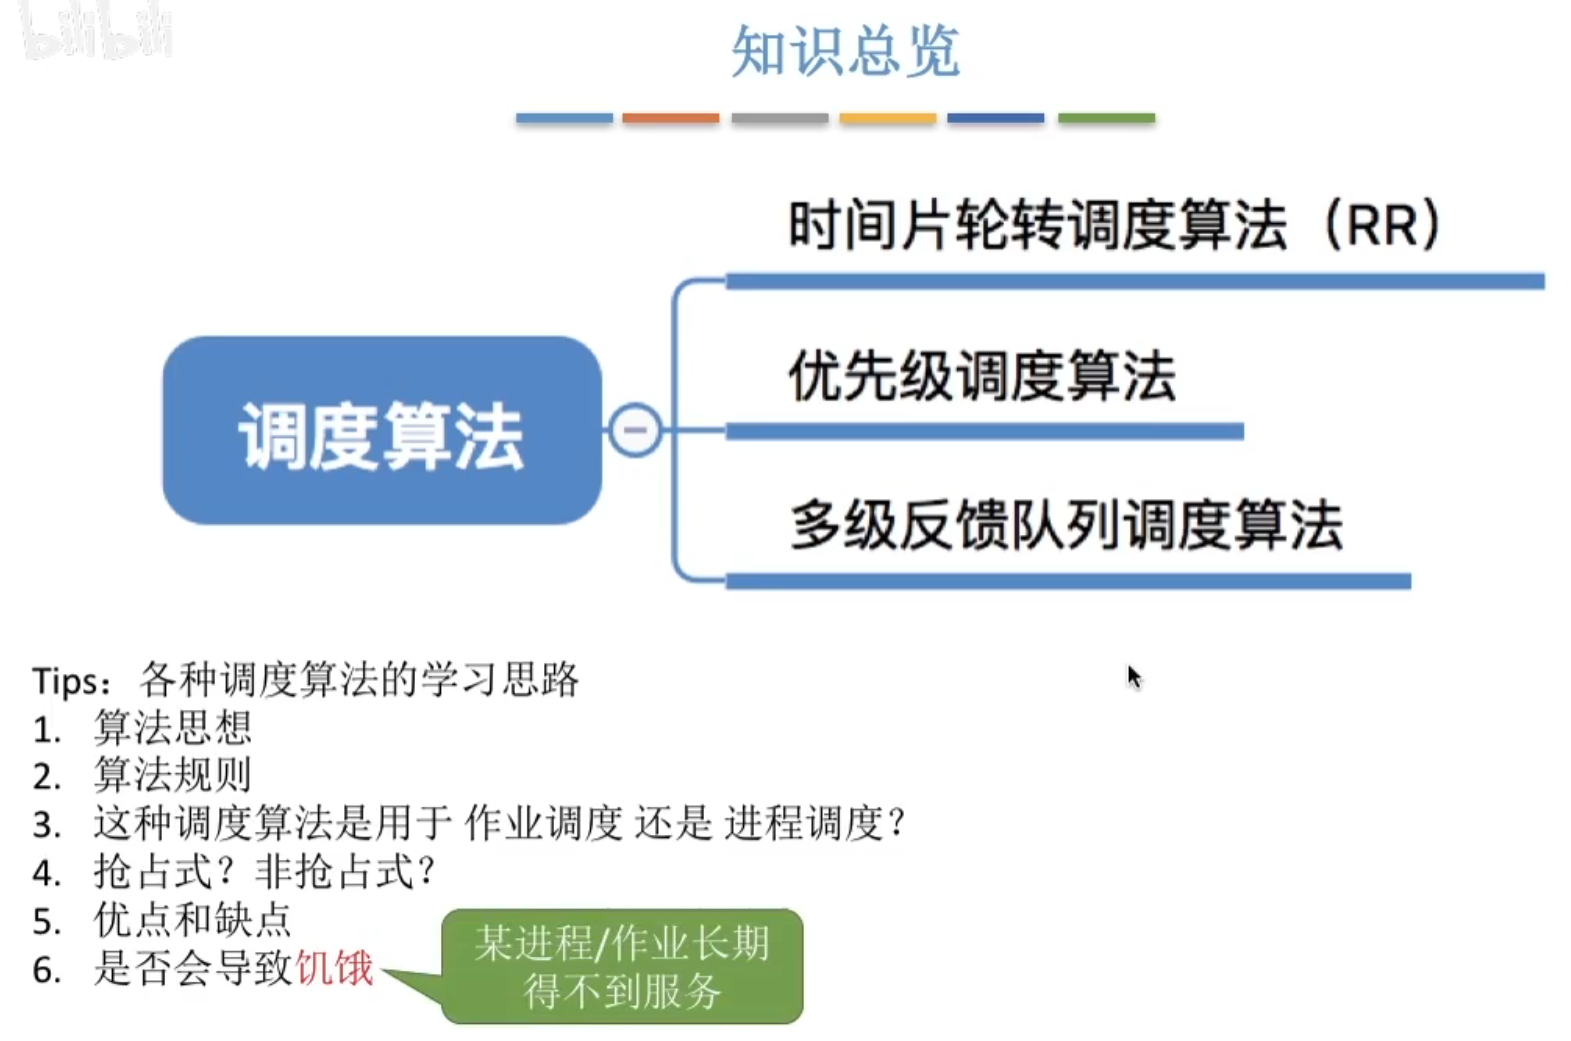 bilibili
知识总览
时间片轮转调度算法（RR）
优先级调度算法
调度算法
多级反馈队列调度算法
Tips：各种调度算法的学习思路
1. 算法思想
2. 算法规则
3. 这种调度算法是用于 作业调度 还是 进程调度？
4. 抢占式？非抢占式？
5. 优点和缺点
6. 是否会导致饥饿
某进程/作业长期
得不到服务